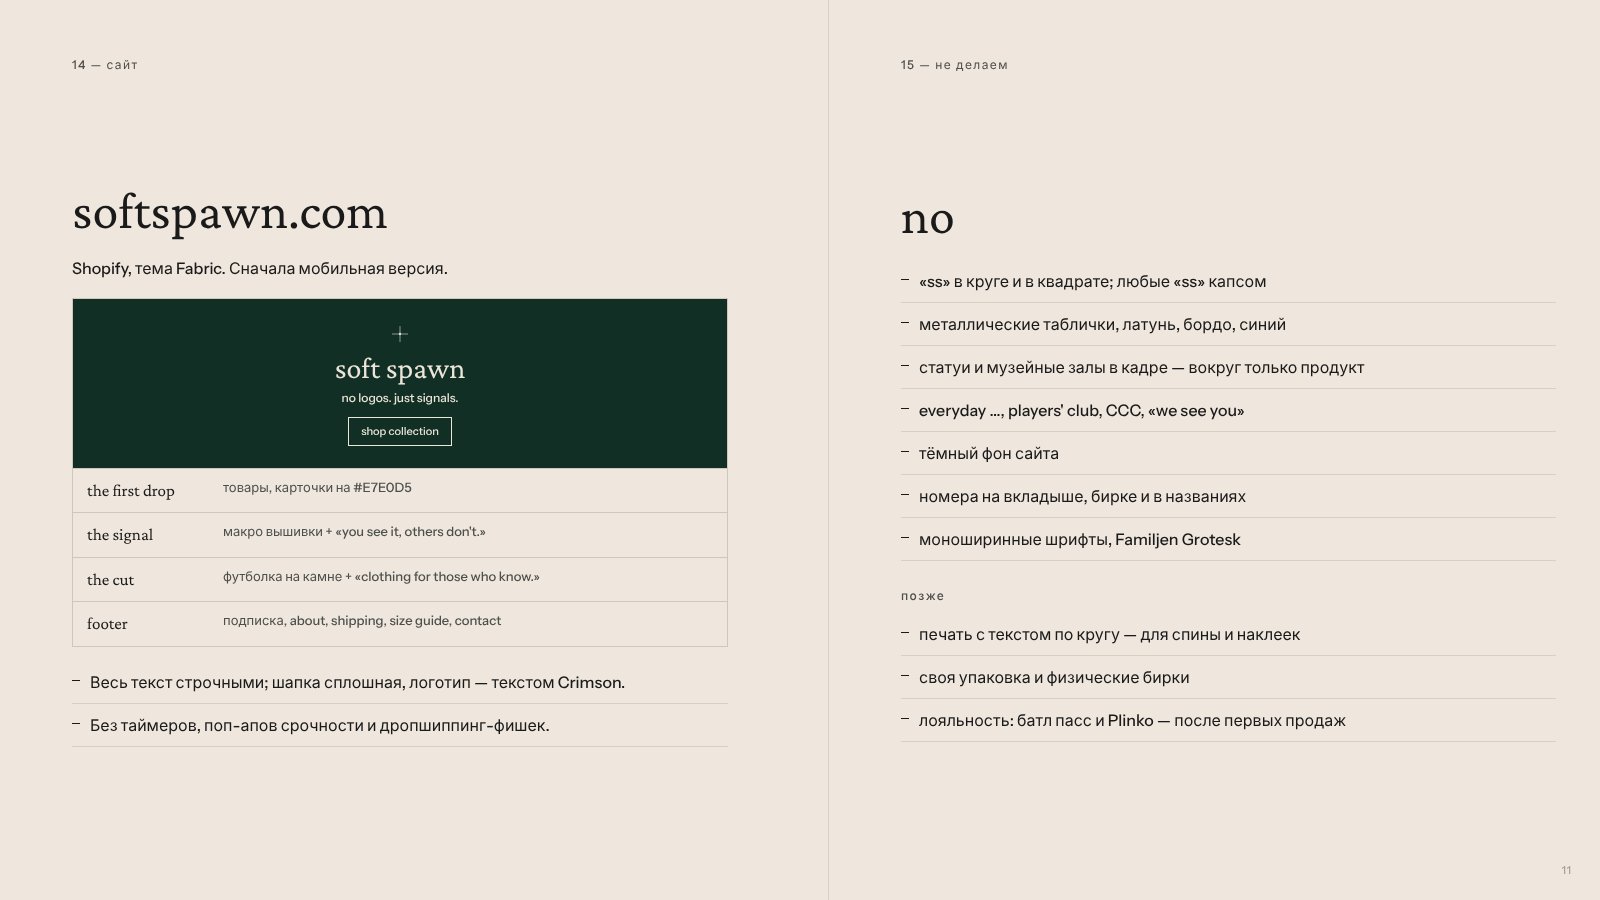 14 — сайт
softspawn.com
Shopify, тема Fabric. Сначала мобильная версия.
soft spawn
no logos. just signals.
shop collection
the first drop товары, карточки на #E7E0D5
the signal макро вышивки + «you see it, others don't.»
the cut футболка на камне + «clothing for those who know.»
footer подписка, about, shipping, size guide, contact
– Весь текст строчными; шапка сплошная, логотип — текстом Crimson.
– Без таймеров, поп-апов срочности и дропшиппинг-фишек.
15 — не делаем
no
– «ss» в круге и в квадрате; любые «ss» капсом
– металлические таблички, латунь, бордо, синий
– статуи и музейные залы в кадре — вокруг только продукт
– everyday ..., players' club, CCC, «we see you»
– тёмный фон сайта
– номера на вкладыше, бирке и в названиях
– моноширинные шрифты, Familjen Grotesk
позже
– печать с текстом по кругу — для спины и наклеек
– своя упаковка и физические бирки
– лояльность: батл пасс и Plinko — после первых продаж
11